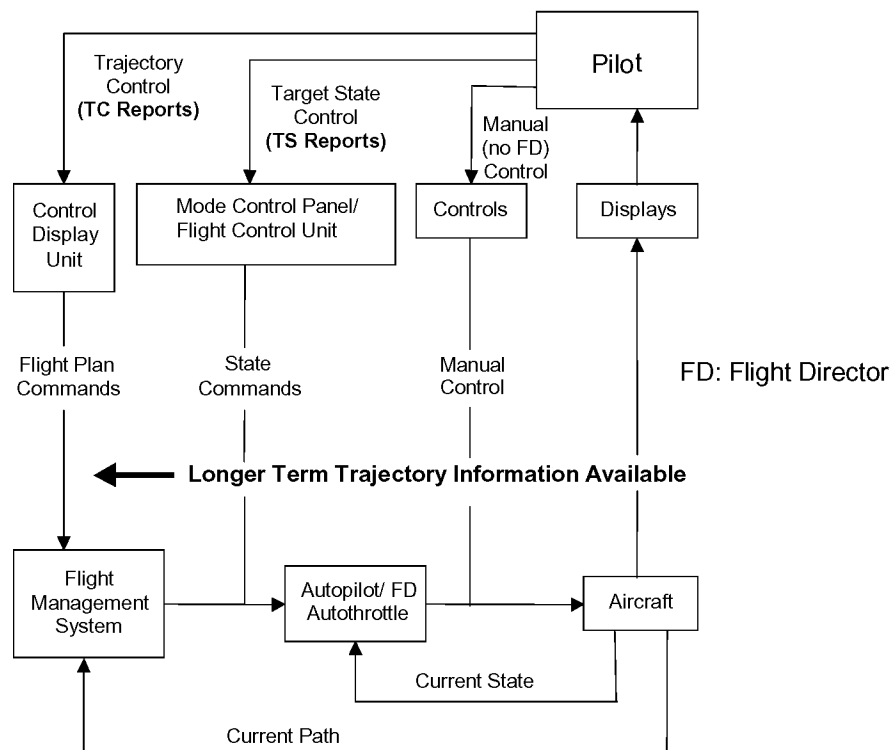 Pilot
Trajectory
Control
(TC Reports)
Target State
Control
(TS Reports)
Manual
(no FD)
Control
Control
Display
Unit
Mode Control Panel/
Flight Control Unit
Controls
Displays
Flight Plan
Commands
State
Commands
Manual
Control
FD: Flight Director
Longer Term Trajectory Information Available
Flight
Management
System
Autopilot/ FD
Autothrottle
Aircraft
Current State
Current Path